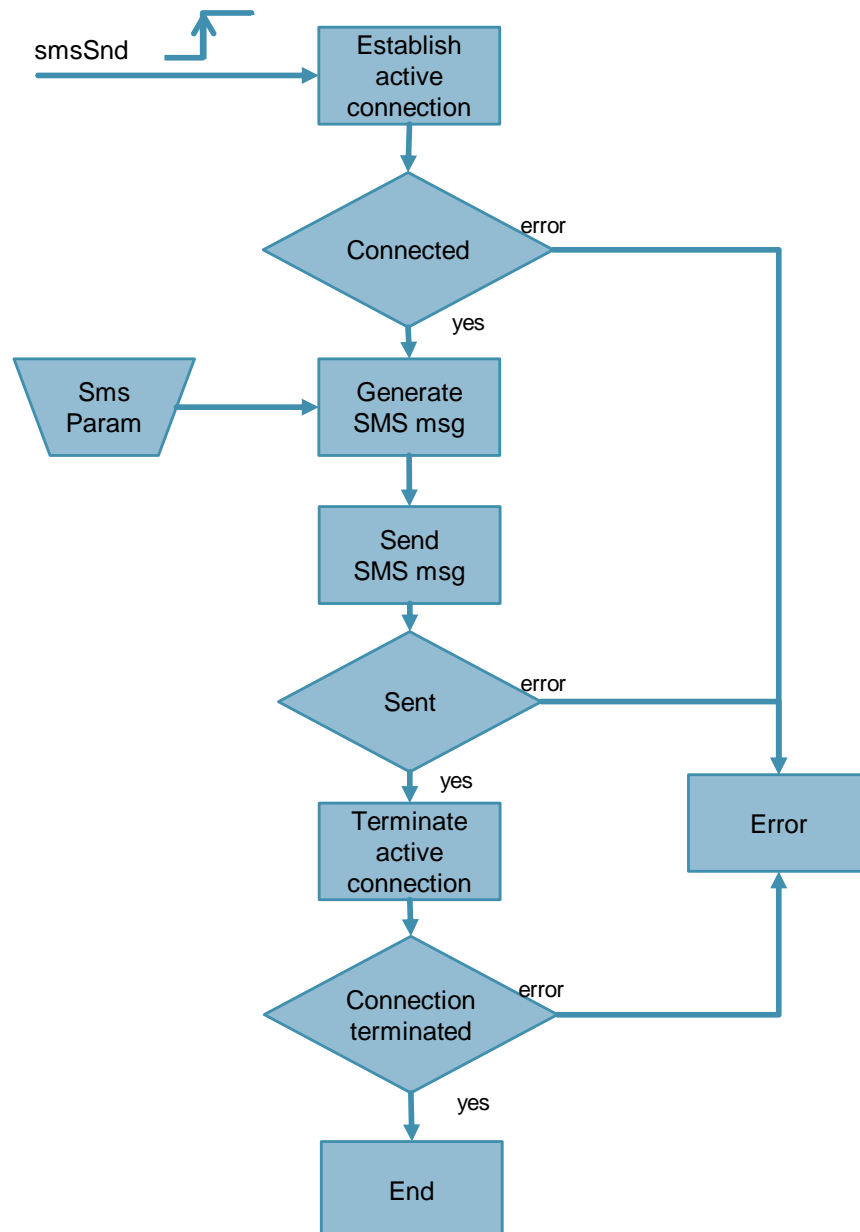 smsSnd
Establish
active
connection
error
Connected
yes
Sms
Param
Generate
SMS msg
Send
SMS msg
error
Sent
yes
Terminate
active
connection
Error
error
Connection
terminated
yes
End